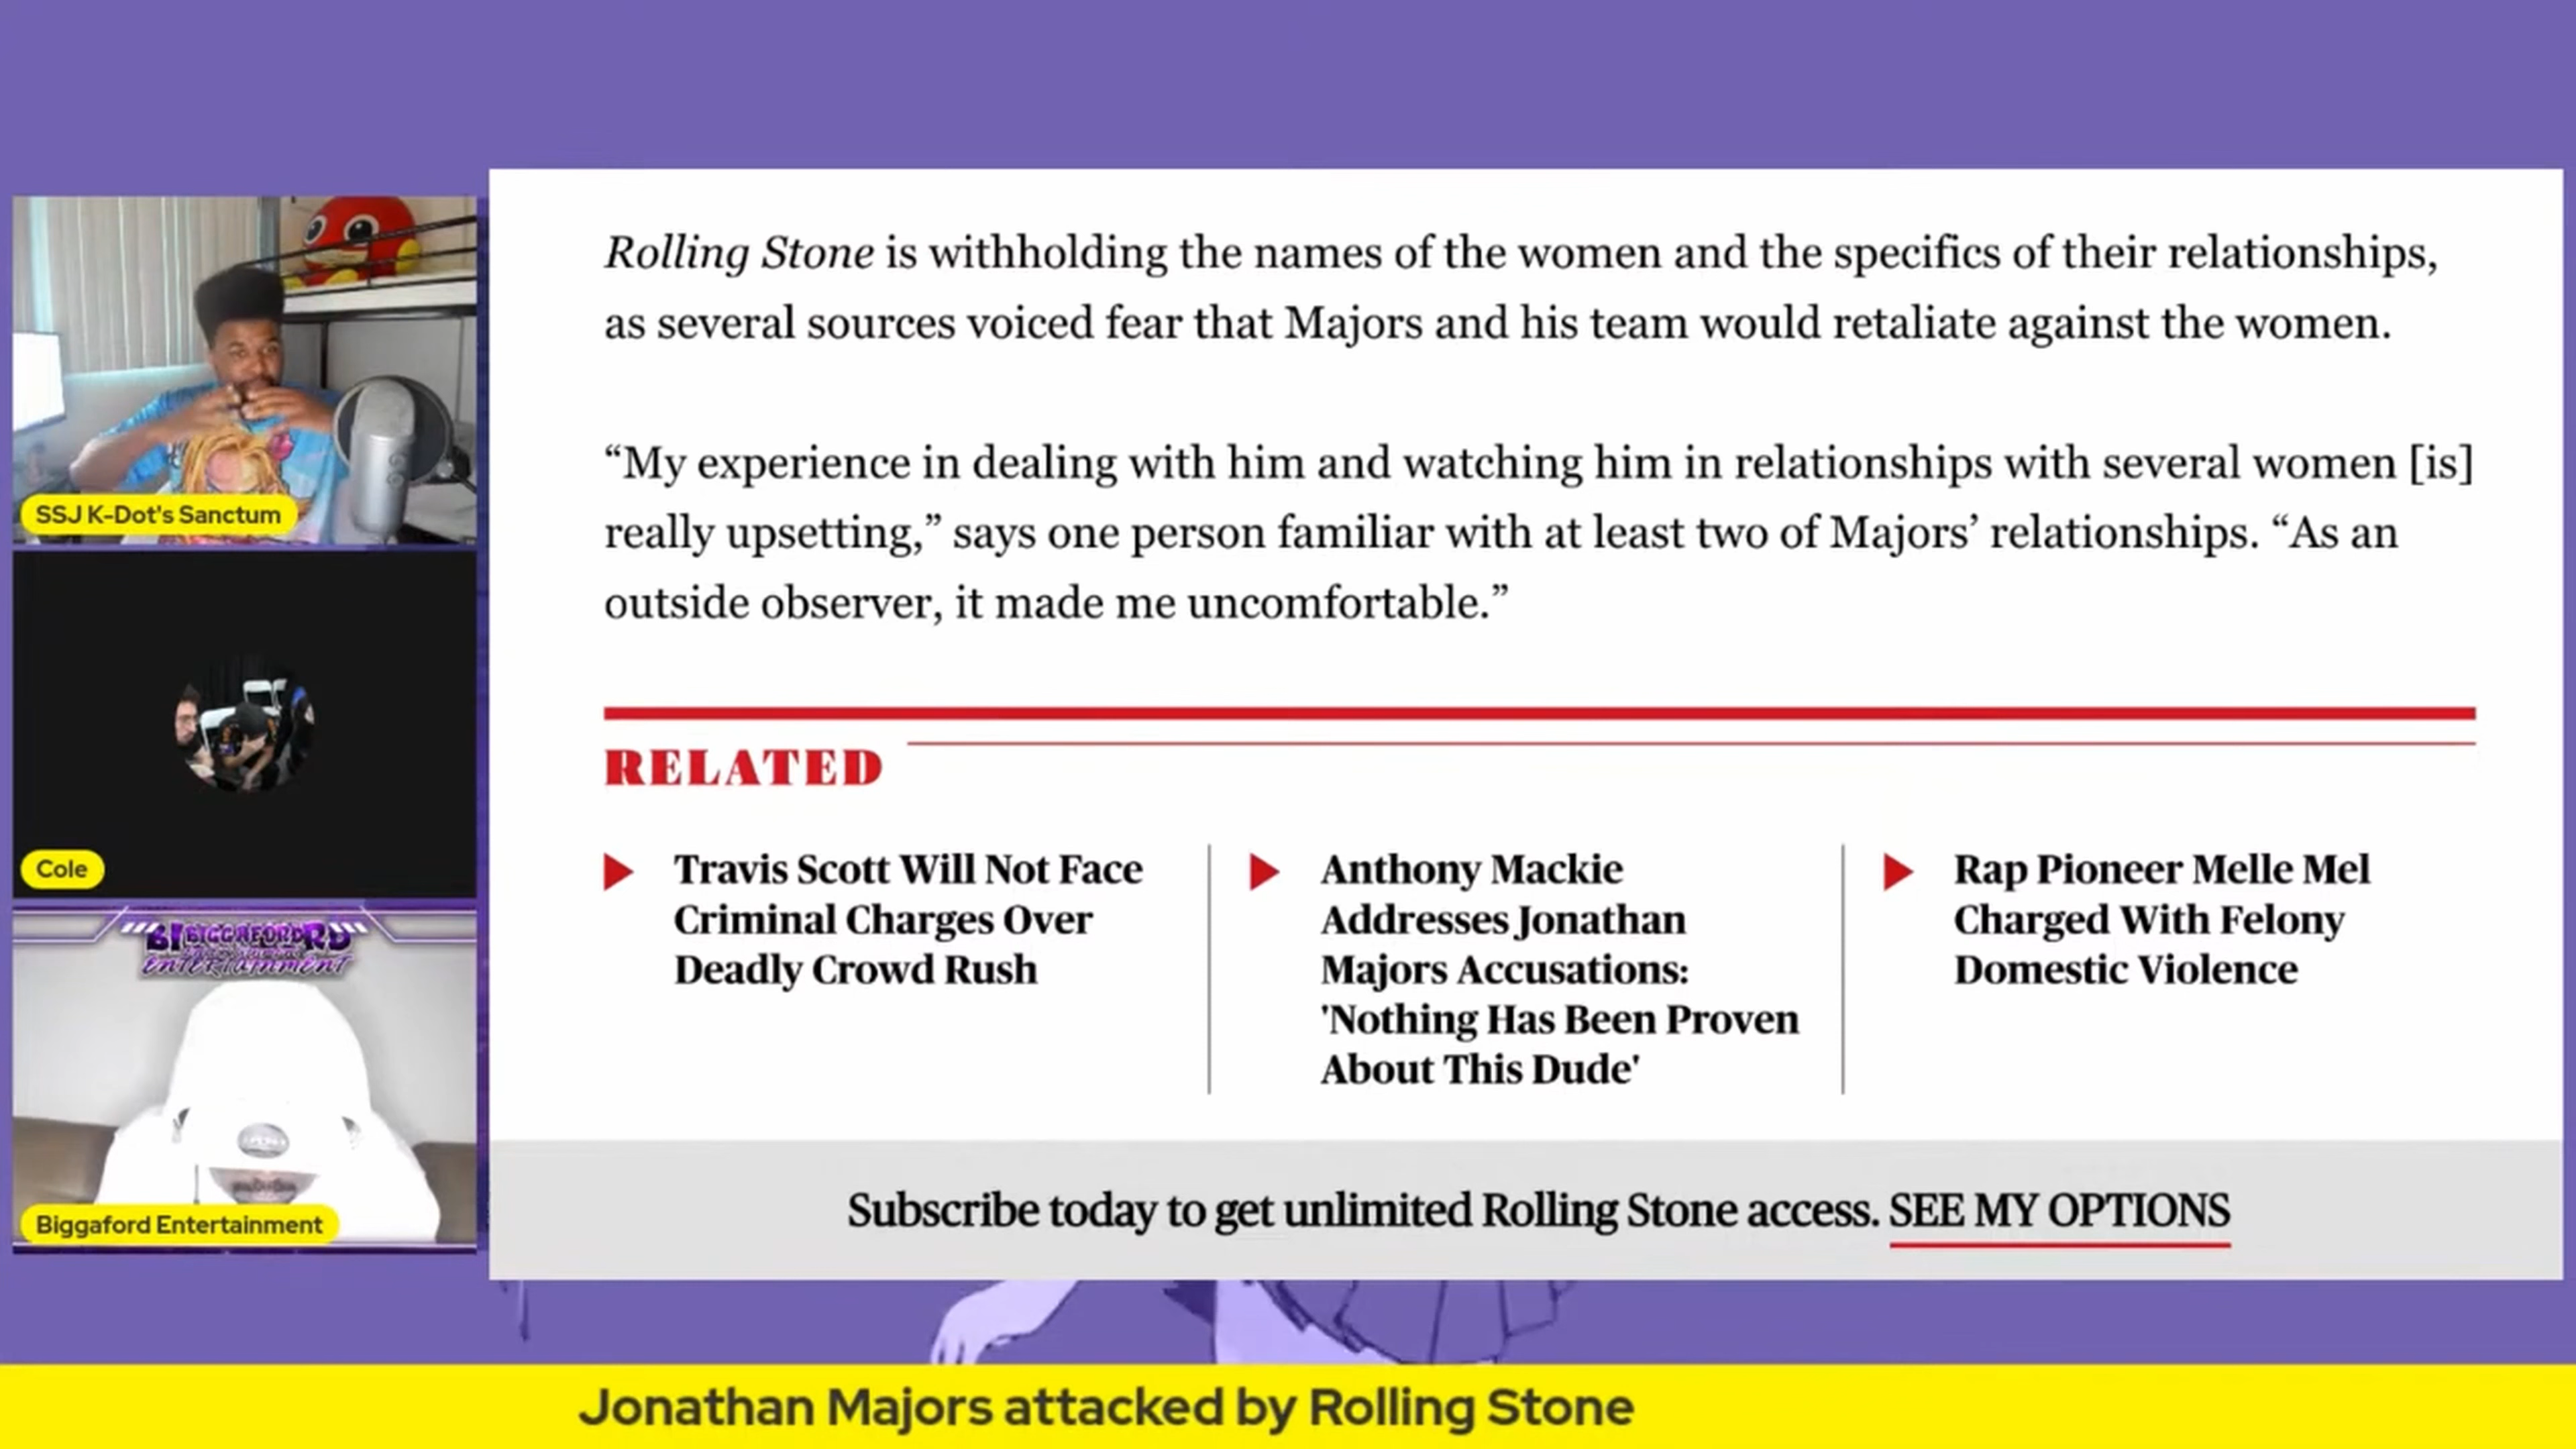 Rolling Stone is withholding the names of the women and the specifics of their relationships,
as several sources voiced fear that Majors and his team would retaliate against the women.
“My experience in dealing with him and watching him in relationships with several women [is]
really upsetting,” says one person familiar with at least two of Majors’ relationships. “As an
outside observer, it made me uncomfortable.”
RELATED
Travis Scott Will Not Face
Criminal Charges Over
Deadly Crowd Rush
Anthony Mackie
Addresses Jonathan
Majors Accusations:
'Nothing Has Been Proven
About This Dude'
Rap Pioneer Melle Mel
Charged With Felony
Domestic Violence
Subscribe today to get unlimited Rolling Stone access. SEE MY OPTIONS
SSJ K-Dot's Sanctum
Cole
BIGGAFORD
ENTERTAINMENT
Biggaford Entertainment
Jonathan Majors attacked by Rolling Stone